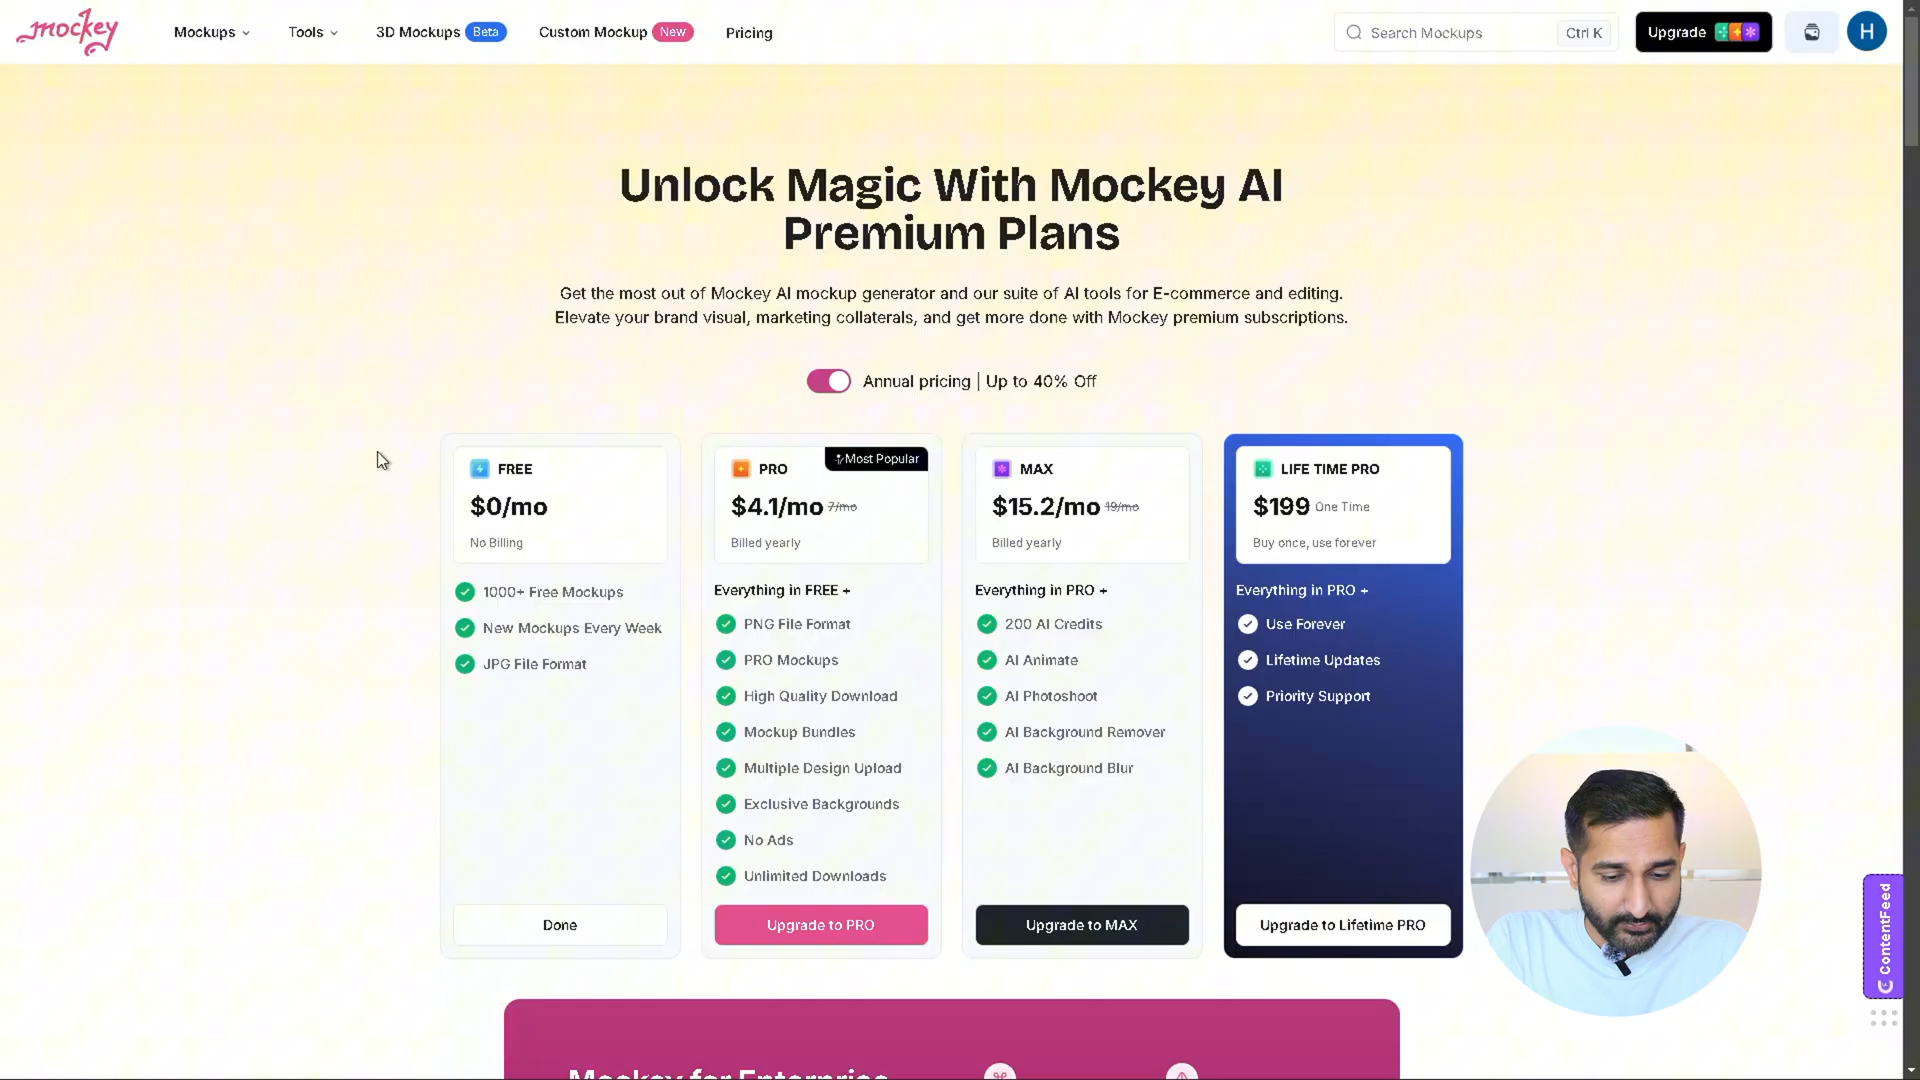 mockey
Mockups
Tools
3D Mockups Beta
Custom Mockup New
Pricing
Search Mockups Ctrl K
Upgrade
H
Unlock Magic With Mockey AI
Premium Plans
Get the most out of Mockey AI mockup generator and our suite of AI tools for E-commerce and editing.
Elevate your brand visual, marketing collaterals, and get more done with Mockey premium subscriptions.
Annual pricing | Up to 40% Off
FREE
$0/mo
No Billing
1000+ Free Mockups
New Mockups Every Week
JPG File Format
Done
PRO
Most Popular
$4.1/mo 7/mo
Billed yearly
Everything in FREE +
PNG File Format
PRO Mockups
High Quality Download
Mockup Bundles
Multiple Design Upload
Exclusive Backgrounds
No Ads
Unlimited Downloads
Upgrade to PRO
MAX
$15.2/mo 19/mo
Billed yearly
Everything in PRO +
200 AI Credits
AI Animate
AI Photoshoot
AI Background Remover
AI Background Blur
Upgrade to MAX
LIFE TIME PRO
$199 One Time
Buy once, use forever
Everything in PRO +
Use Forever
Lifetime Updates
Priority Support
Upgrade to Lifetime PRO
ContentFeed
Mockey for Enterprise